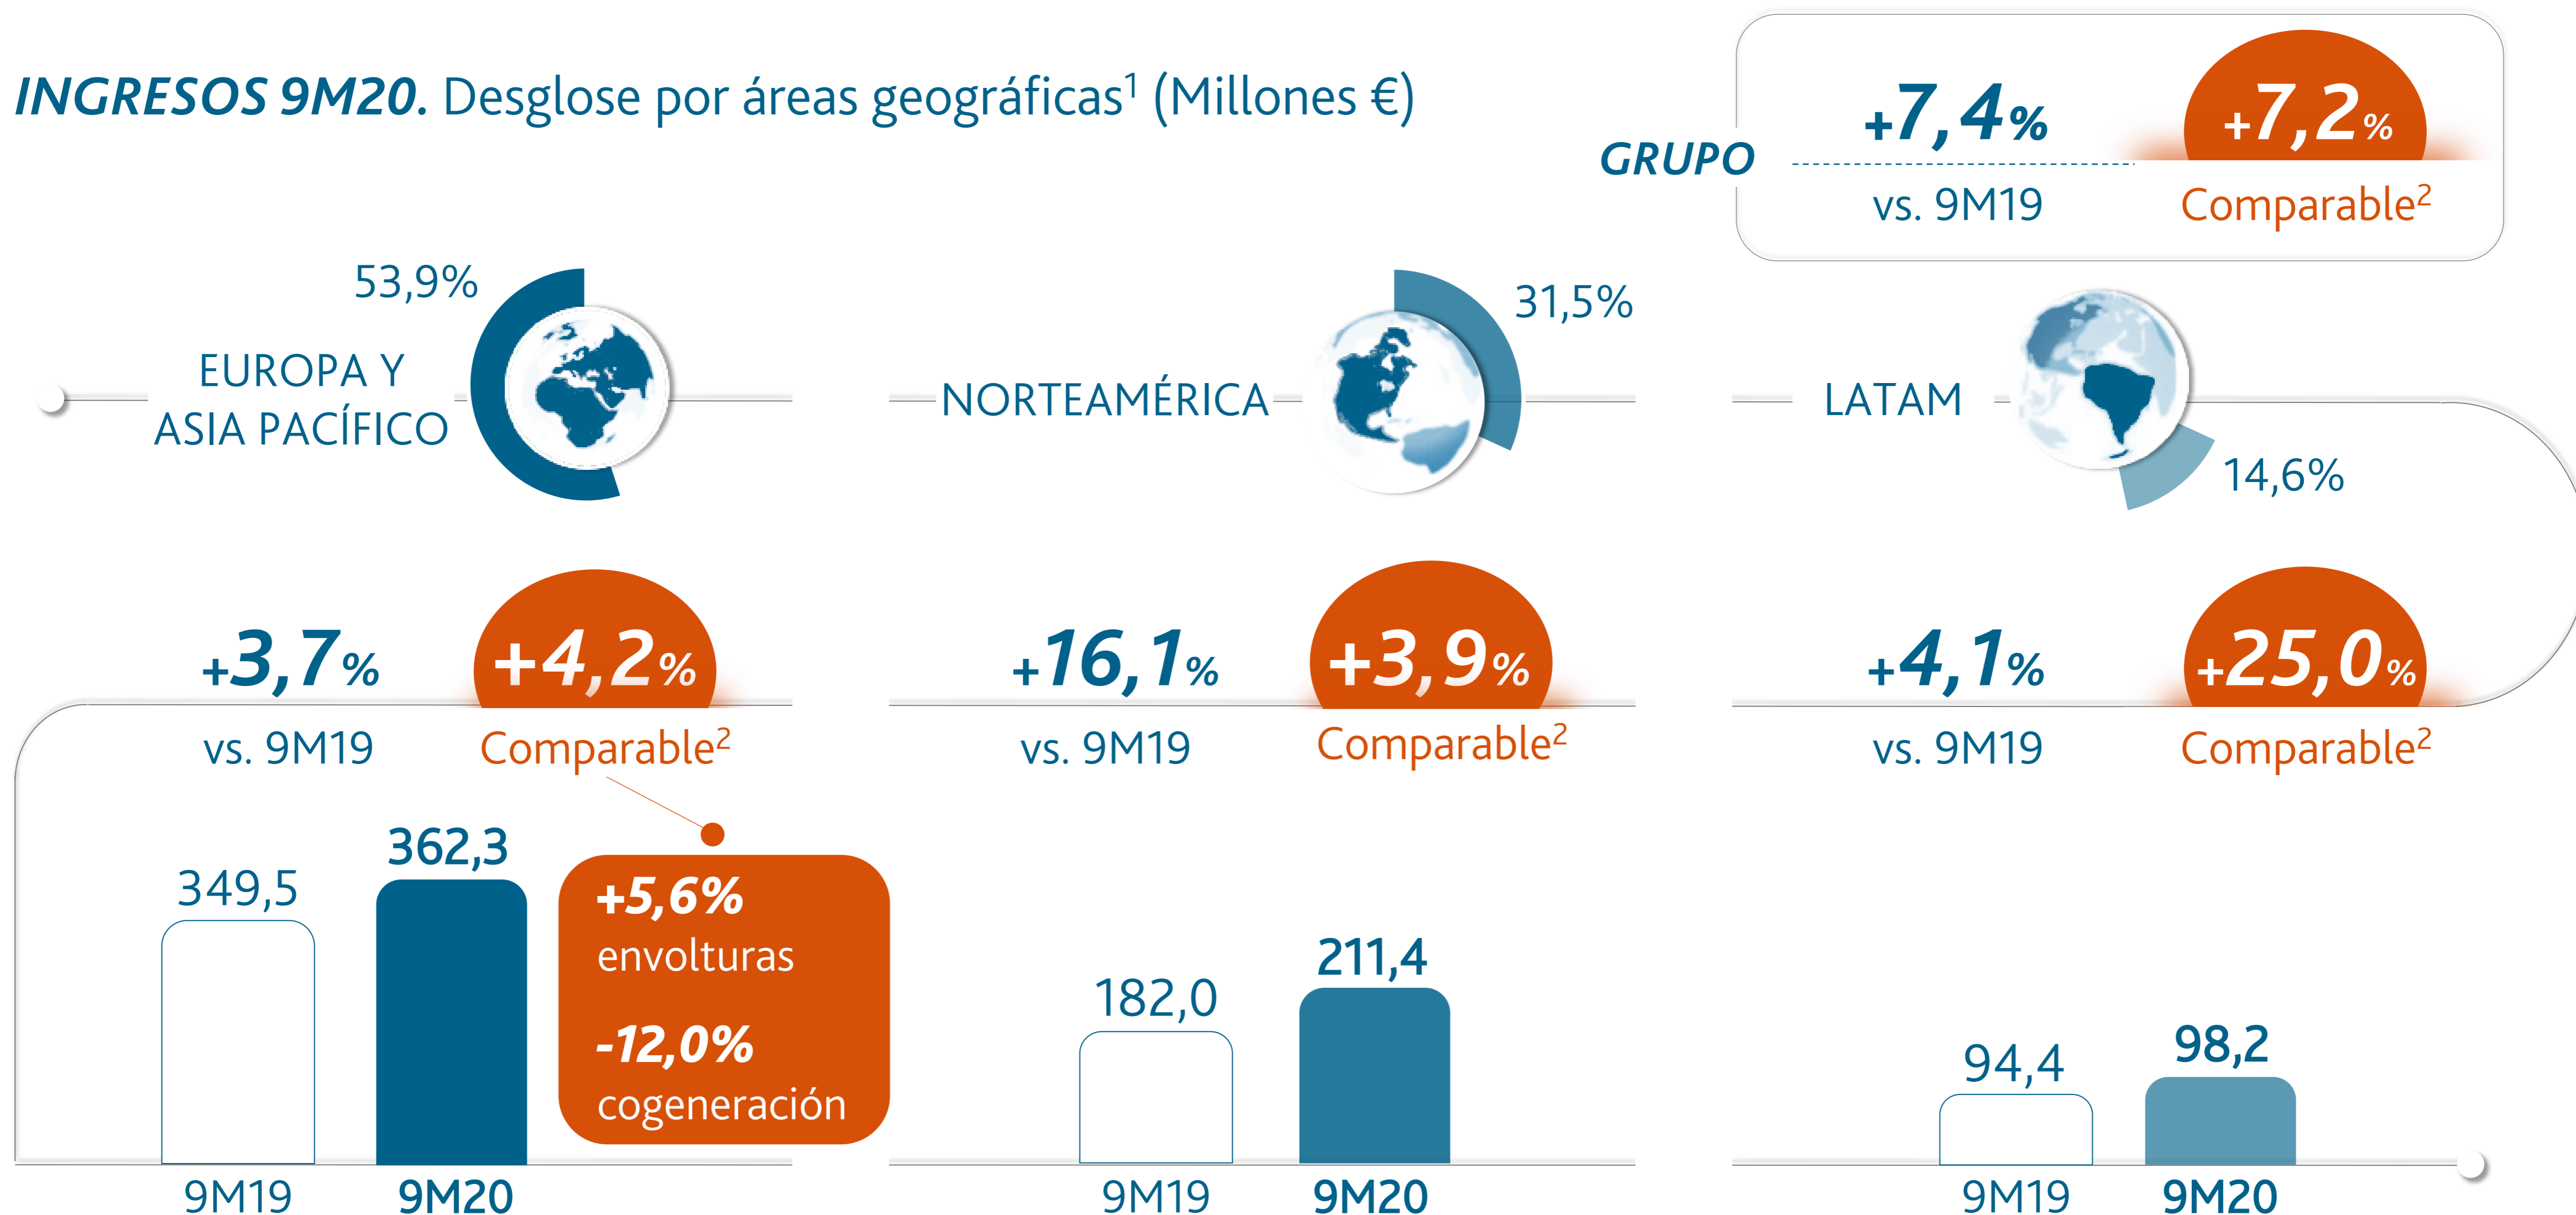 INGRESOS 9M20. Desglose por áreas geográficas¹ (Millones €)
GRUPO
+7,4%
vs. 9M19
+7,2%
Comparable²
53,9%
EUROPA Y
ASIA PACÍFICO
31,5%
NORTEAMÉRICA
LATAM
14,6%
+3,7%
vs. 9M19
+4,2%
Comparable²
+16,1%
vs. 9M19
+3,9%
Comparable²
+4,1%
vs. 9M19
+25,0%
Comparable²
349,5
362,3
9M19
9M20
+5,6%
envolturas
-12,0%
cogeneración
182,0
211,4
9M19
9M20
94,4
98,2
9M19
9M20